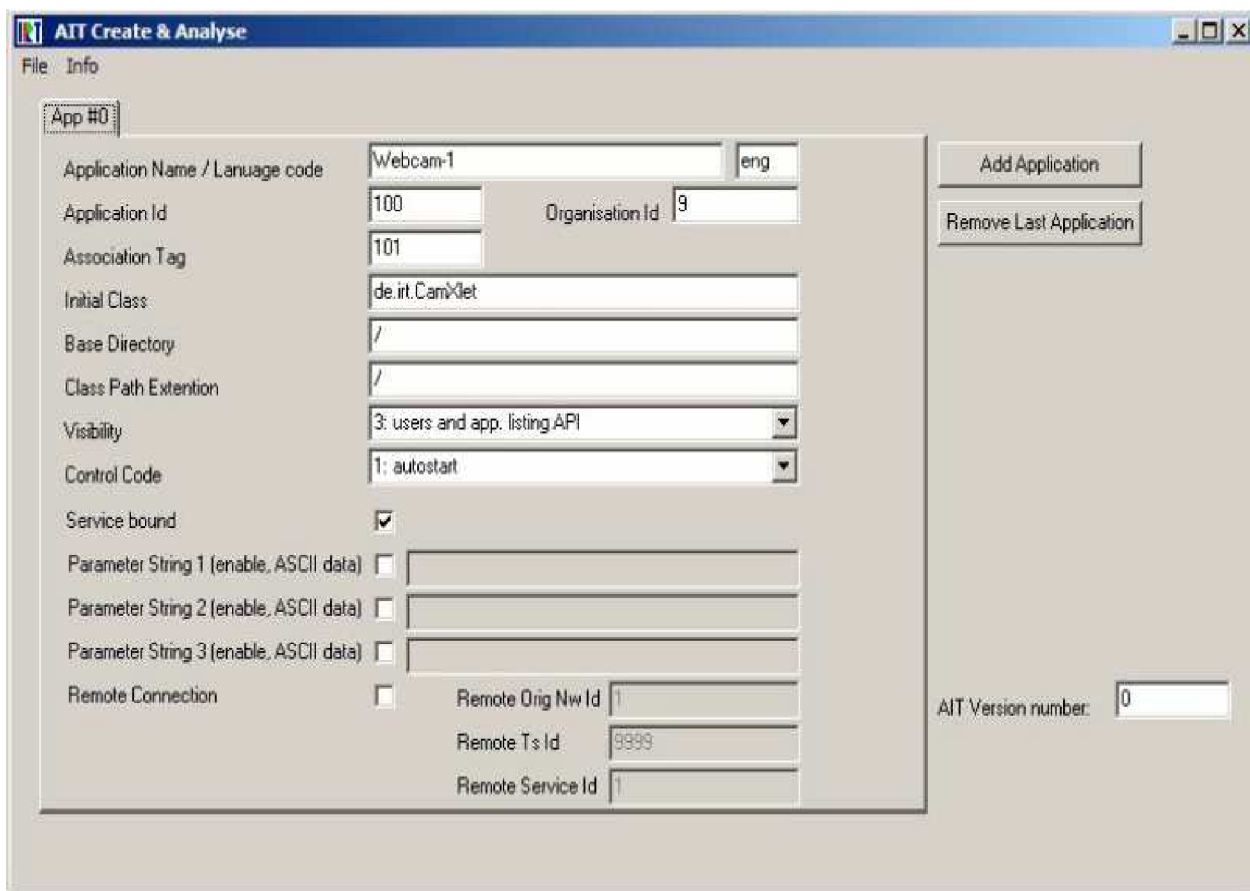 AIT Create & Analyse
File Info
App #0
Application Name / Lanuage code Webcam-1 eng
Add Application
Application Id 100 Organisation Id 9
Remove Last Application
Association Tag 101
Initial Class de.irt.CamXlet
Base Directory /
Class Path Extention /
Visibility 3: users and app. listing API
Control Code 1: autostart
Service bound
Parameter String 1 (enable, ASCII data)
Parameter String 2 (enable, ASCII data)
Parameter String 3 (enable, ASCII data)
Remote Connection Remote Orig Nw Id 1
AIT Version number: 0
Remote Ts Id 9999
Remote Service Id 1